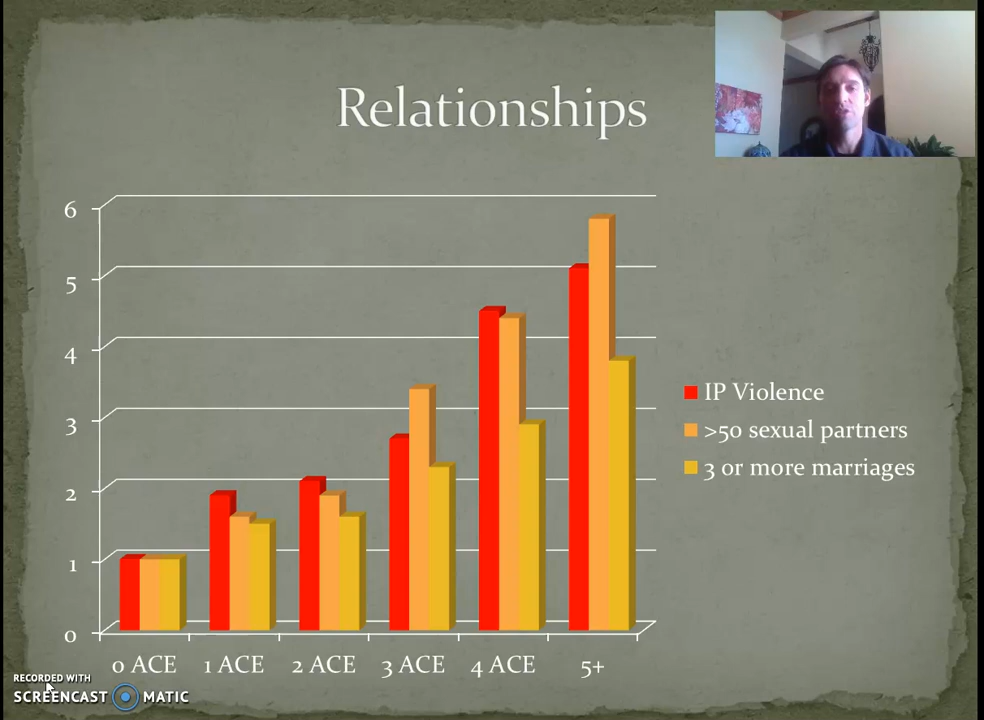 Relationships
6
5
4
3
2
1
0
0 ACE 1 ACE 2 ACE 3 ACE 4 ACE 5+
IP Violence
>50 sexual partners
3 or more marriages
RECORDED WITH
SCREENCAST MATIC